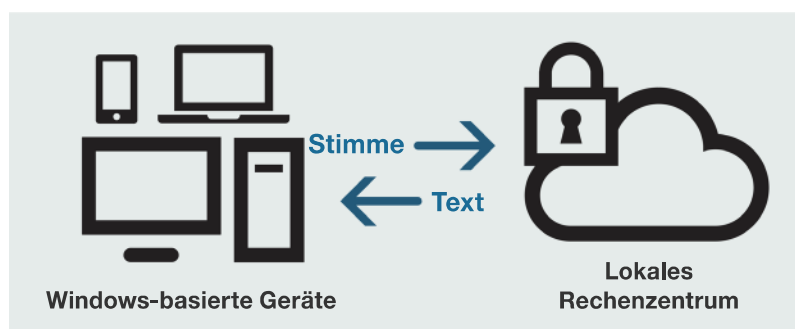 Stimme
Text
Windows-basierte Geräte
Lokales
Rechenzentrum